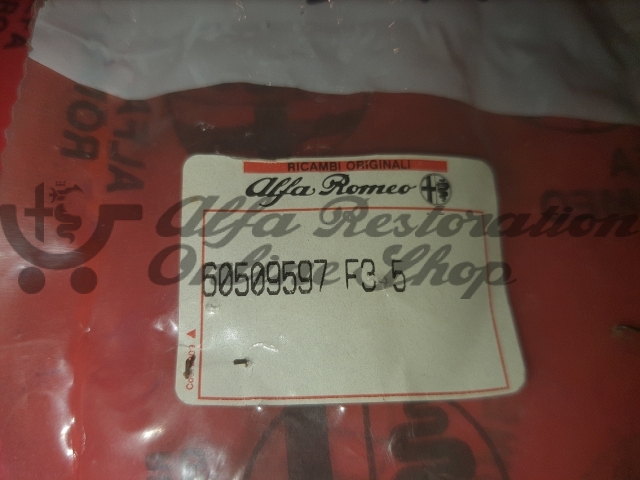 RICAMBI ORIGINALI
Alfa Romeo
Alfa Restoration
Online Shop
60509597 F3 5